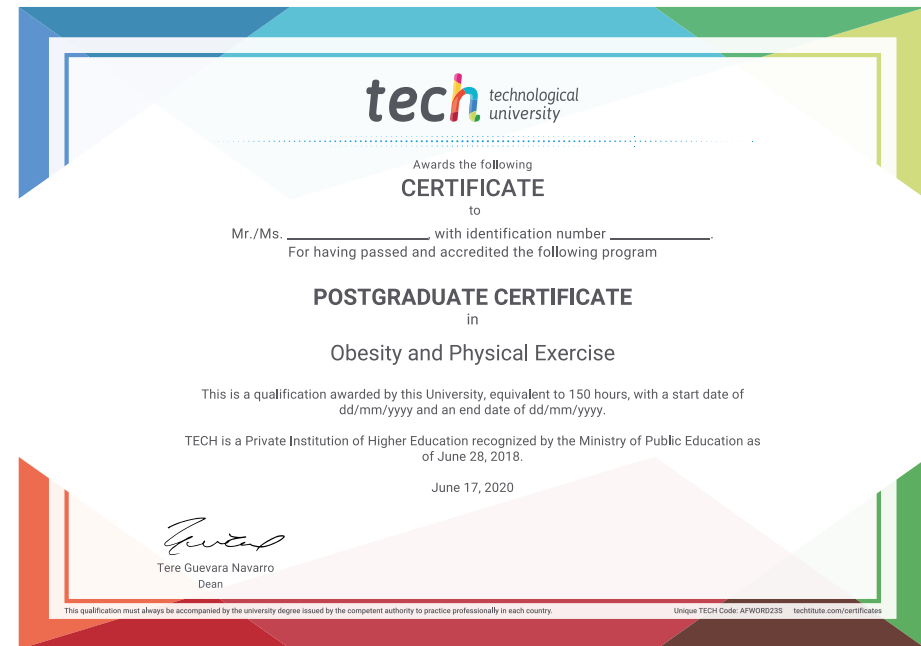 tech technological
university
Awards the following
CERTIFICATE
to
Mr./Ms. ____________________, with identification number ______________.
For having passed and accredited the following program
POSTGRADUATE CERTIFICATE
in
Obesity and Physical Exercise
This is a qualification awarded by this University, equivalent to 150 hours, with a start date of
dd/mm/yyyy and an end date of dd/mm/yyyy.
TECH is a Private Institution of Higher Education recognized by the Ministry of Public Education as
of June 28, 2018.
June 17, 2020
Tere Guevara Navarro
Dean
This qualification must always be accompanied by the university degree issued by the competent authority to practice professionally in each country. Unique TECH Code: AFWORD23S techtitute.com/certificates